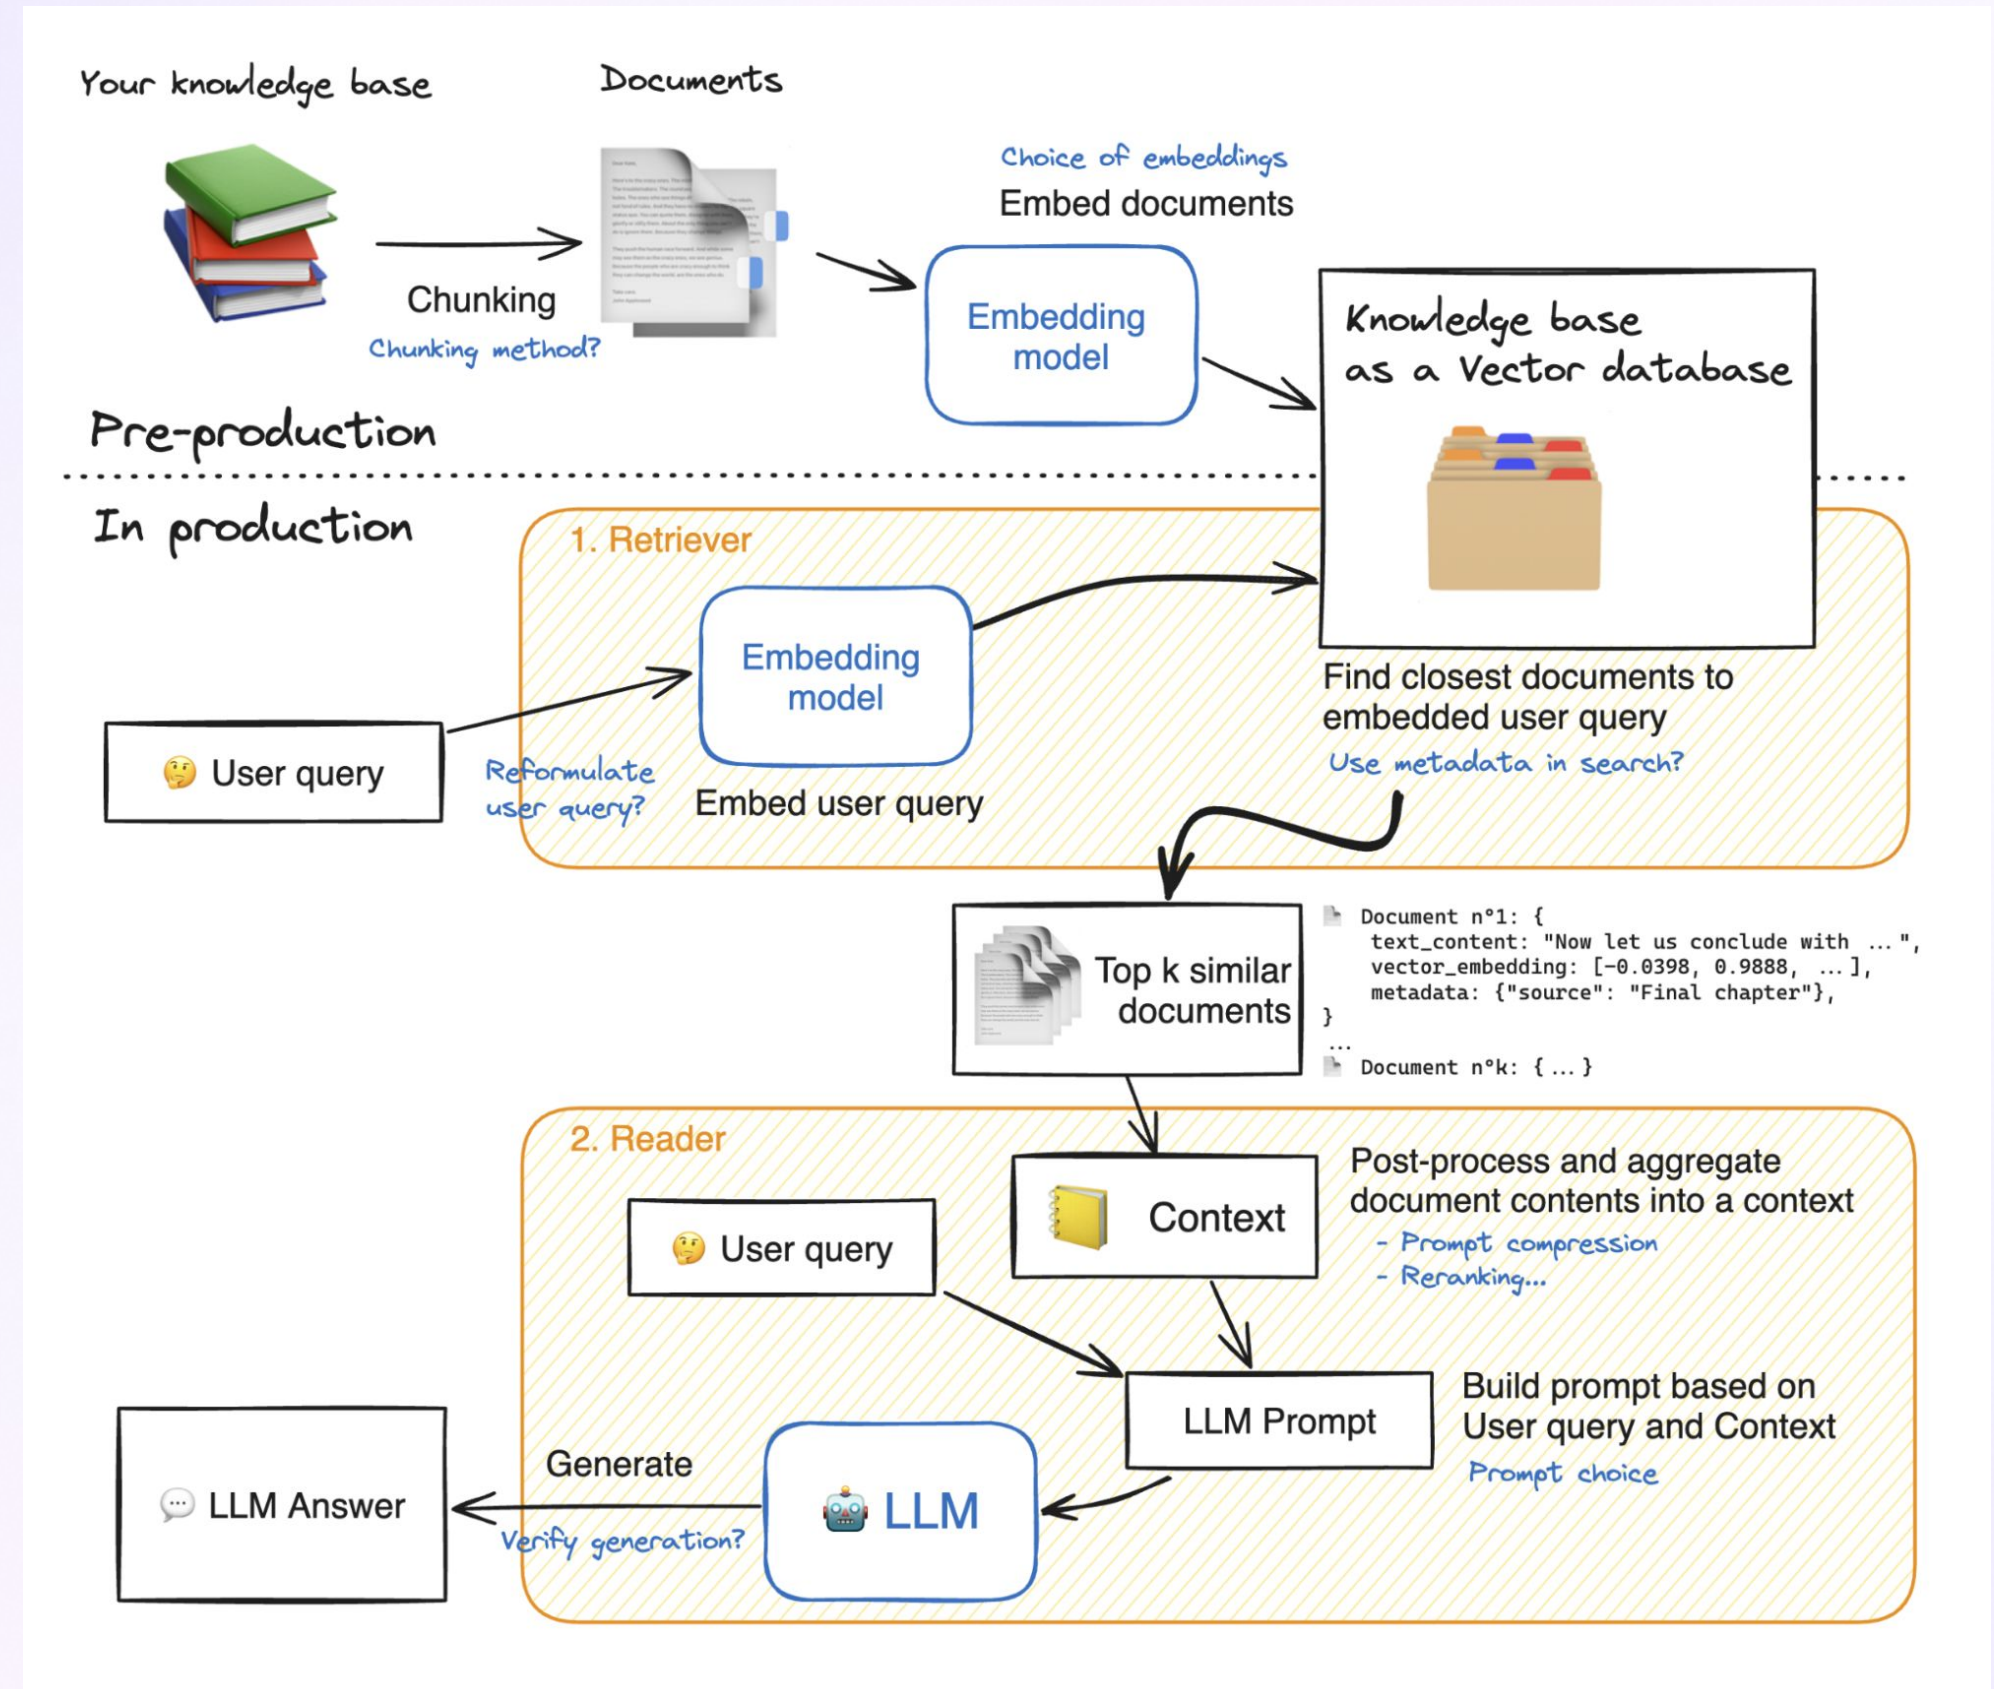 Your knowledge base
Documents
Choice of embeddings
Embed documents
Chunking
Chunking method?
Embedding
model
Knowledge base
as a Vector database
Pre-production
In production
1. Retriever
Embedding
model
🤔 User query
Reformulate
user query?
Embed user query
Find closest documents to
embedded user query
Use metadata in search?
Top k similar
documents
Document n°1: {
text_content: "Now let us conclude with ...",
vector_embedding: [-0.0398, 0.9888, ...],
metadata: {"source": "Final chapter"},
}
...
Document n°k: {...}
2. Reader
🤔 User query
Context
Post-process and aggregate
document contents into a context
- Prompt compression
- Reranking...
LLM Prompt
Build prompt based on
User query and Context
Prompt choice
Generate
Verify generation?
🤖 LLM
💬 LLM Answer